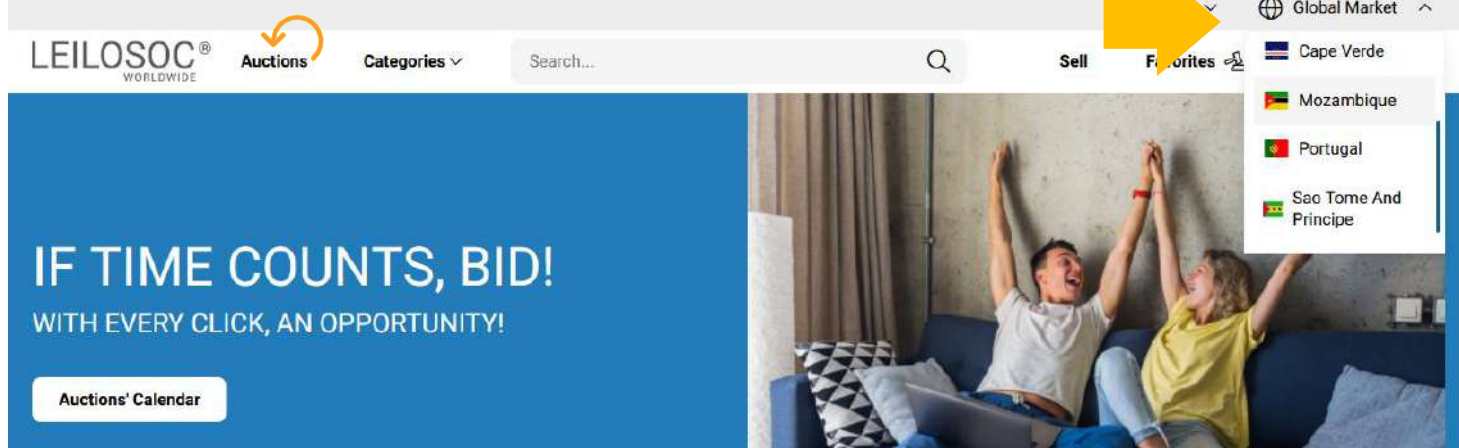 Global Market
LEILOSOC®
WORLDWIDE
Auctions
Categories
Search...
Sell
Favorites
Cape Verde
Mozambique
Portugal
Sao Tome And
Principe
IF TIME COUNTS, BID!
WITH EVERY CLICK, AN OPPORTUNITY!
Auctions' Calendar